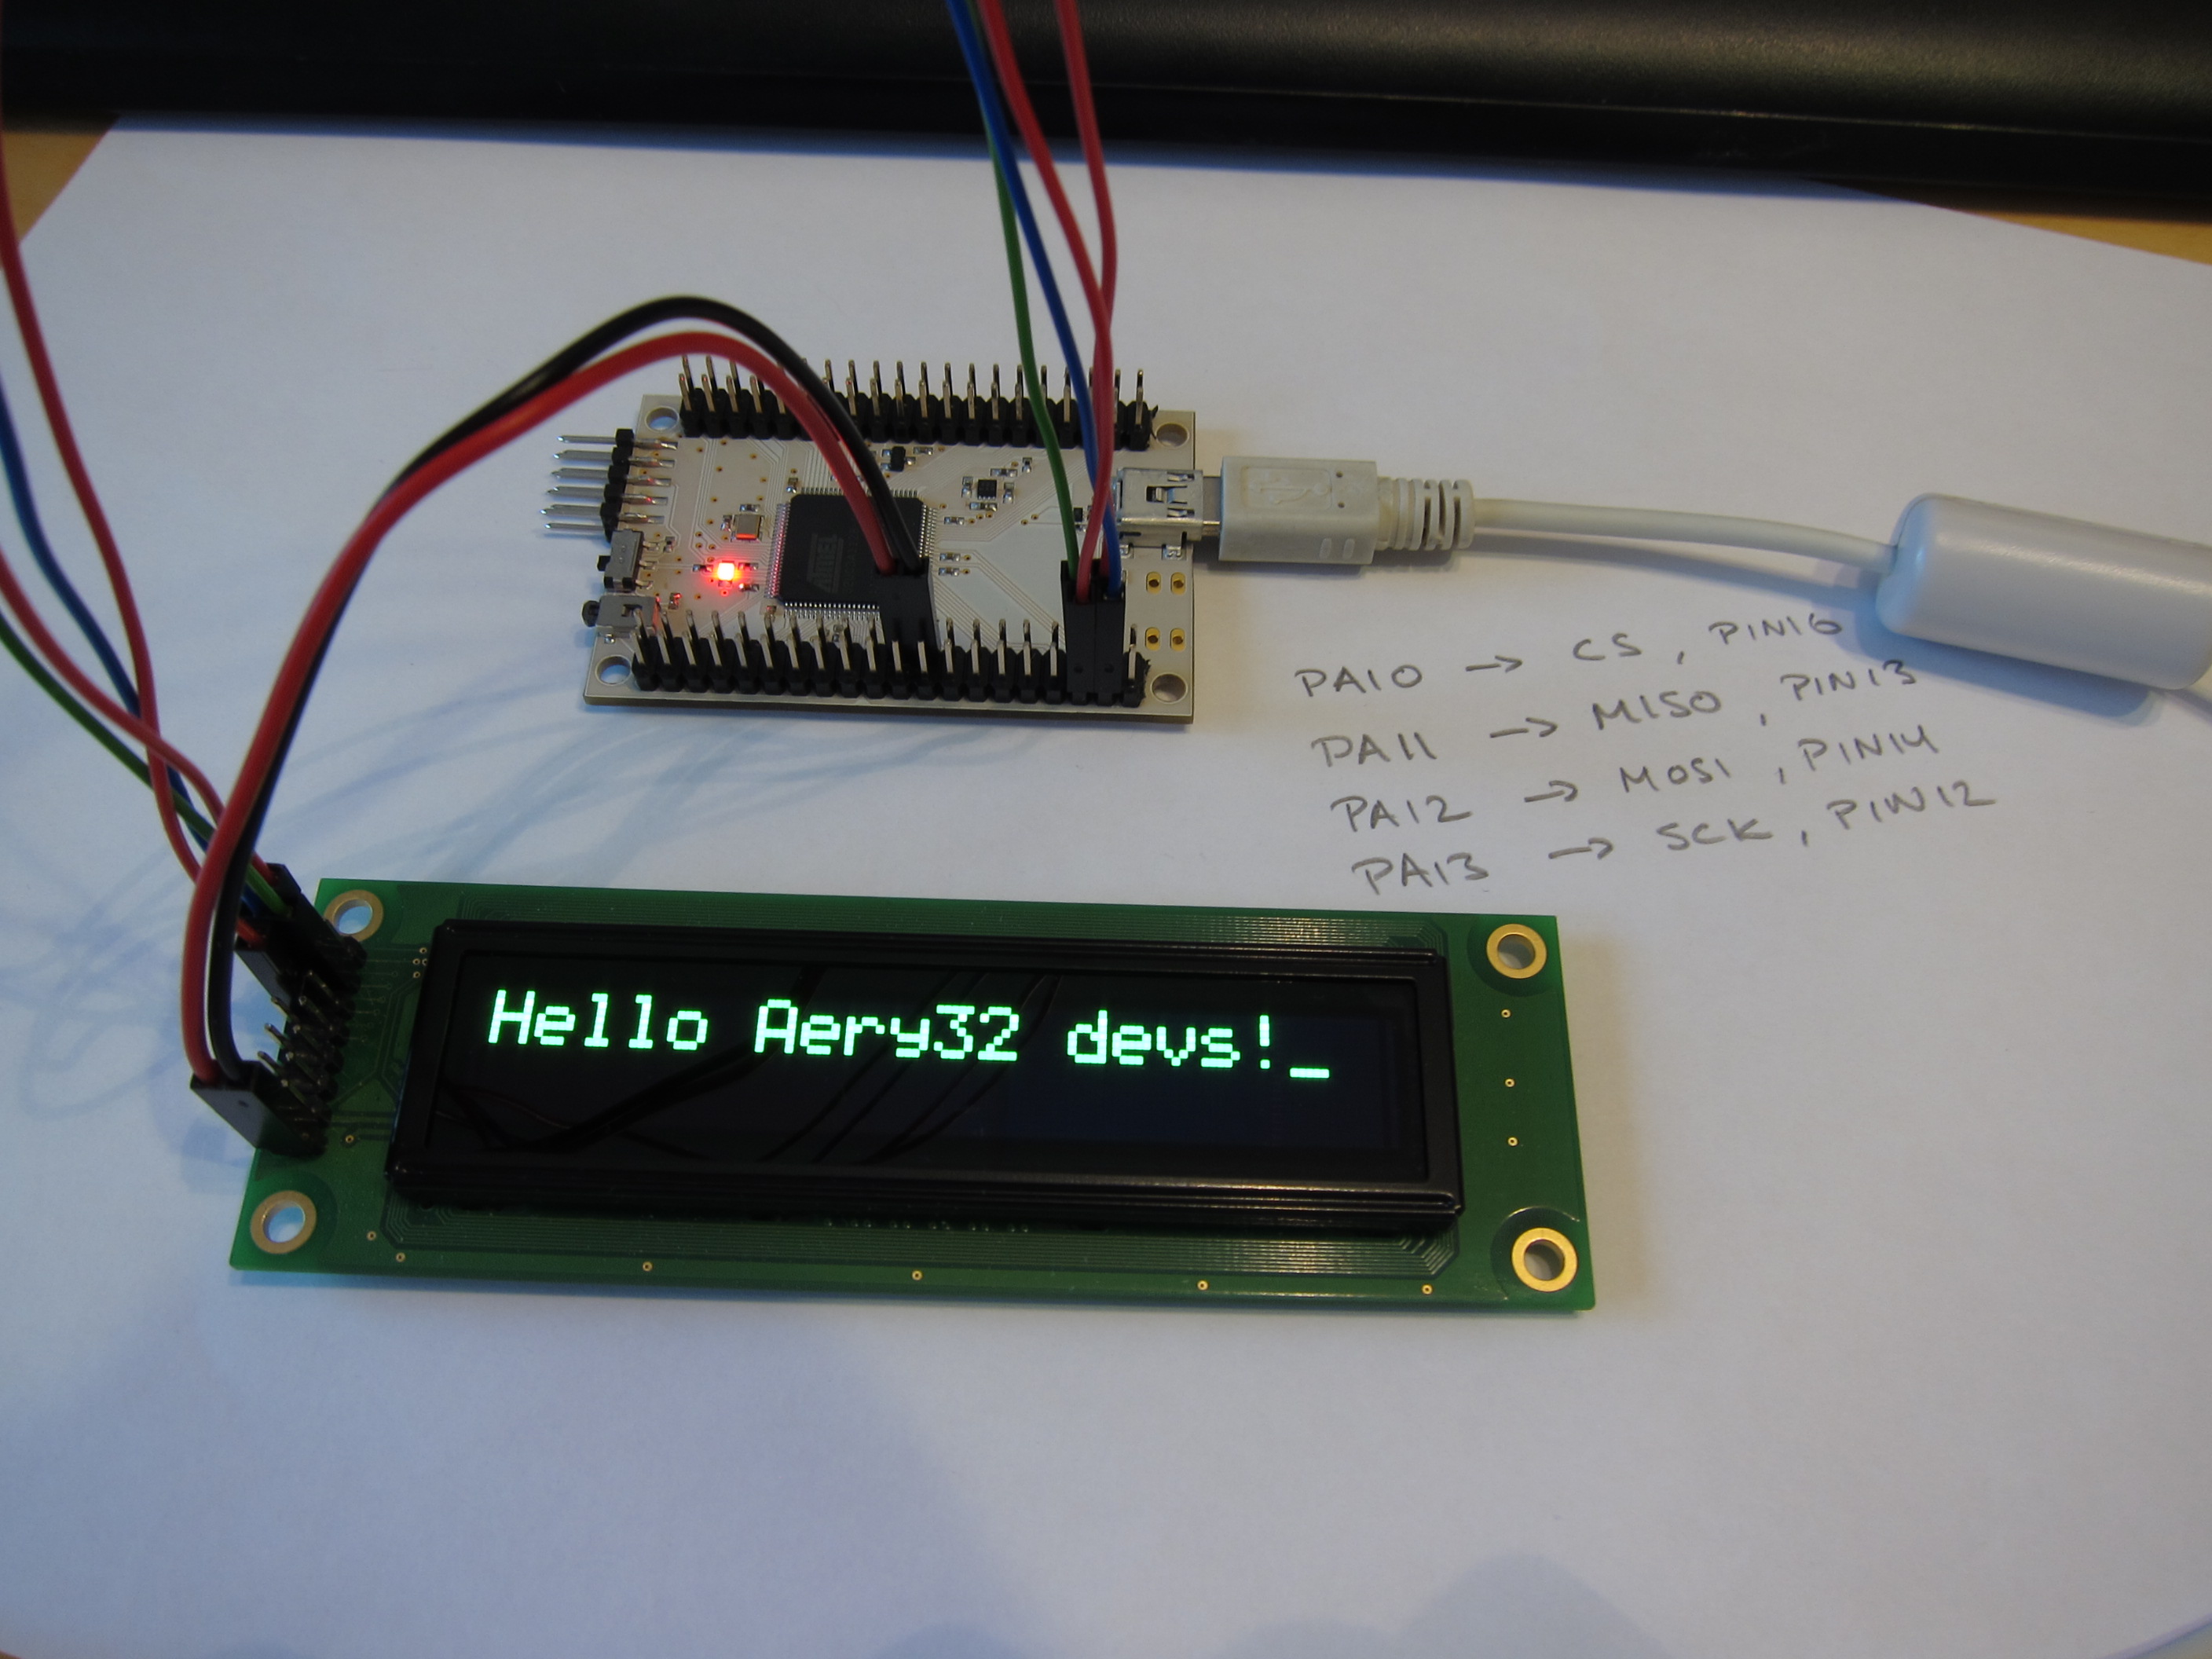 ATMEL
PA10 -> CS, PIN16
PA11 -> MISO, PIN13
PA12 -> MOSI, PIN14
PA13 -> SCK, PIN12
Hello Aery32 devs!_